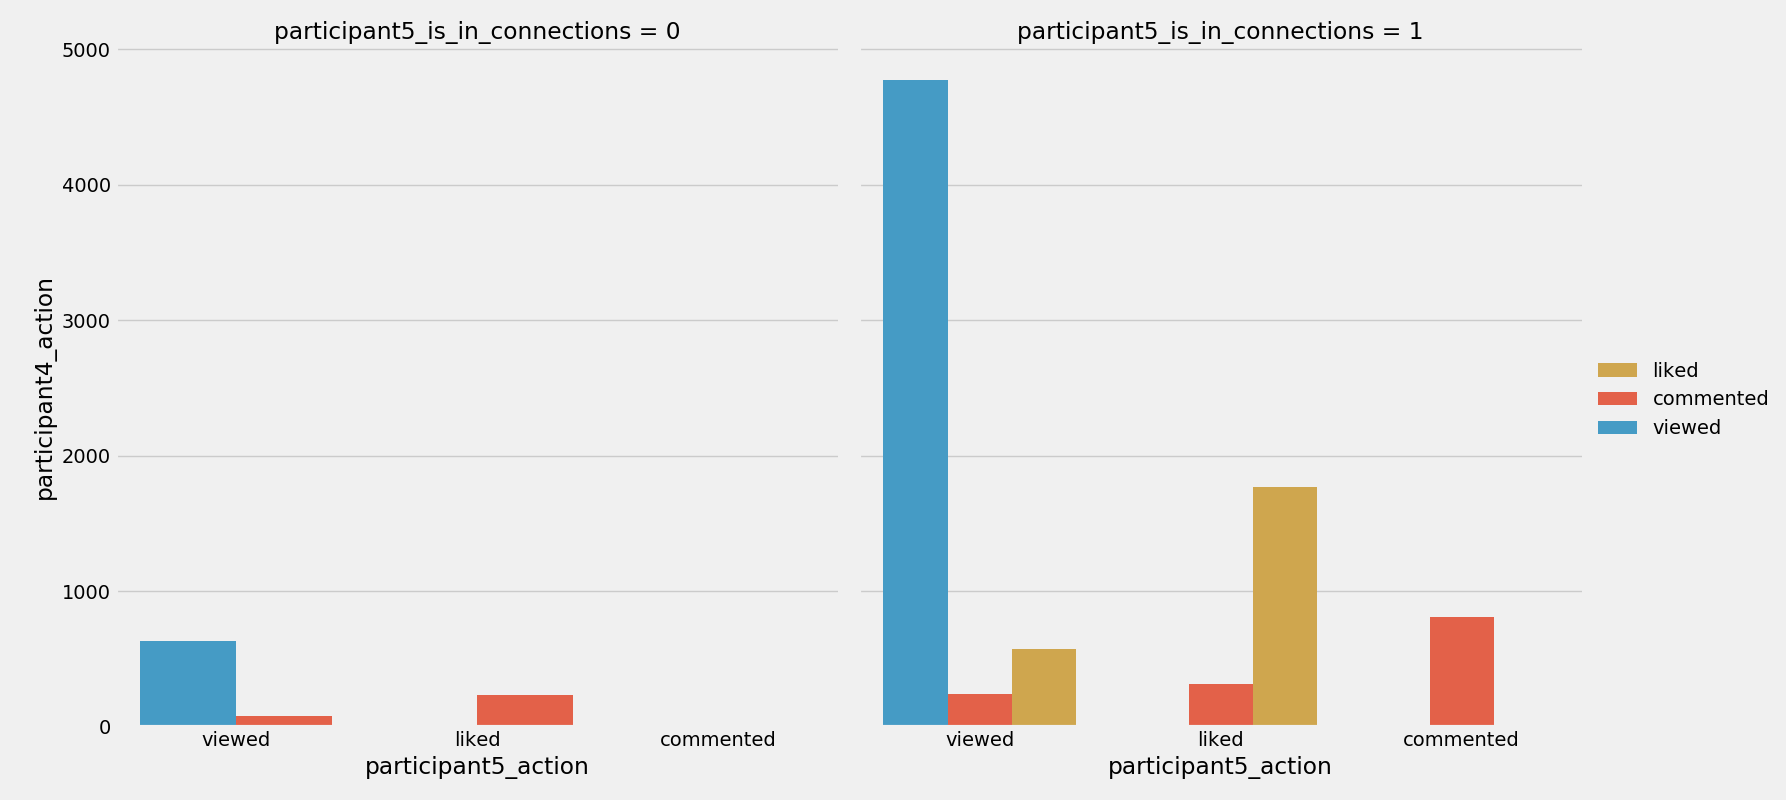 participant5_is_in_connections = 0
participant5_is_in_connections = 1
5000
4000
3000
2000
1000
0
participant4_action
viewed
liked
commented
participant5_action
viewed
liked
commented
participant5_action
liked
commented
viewed